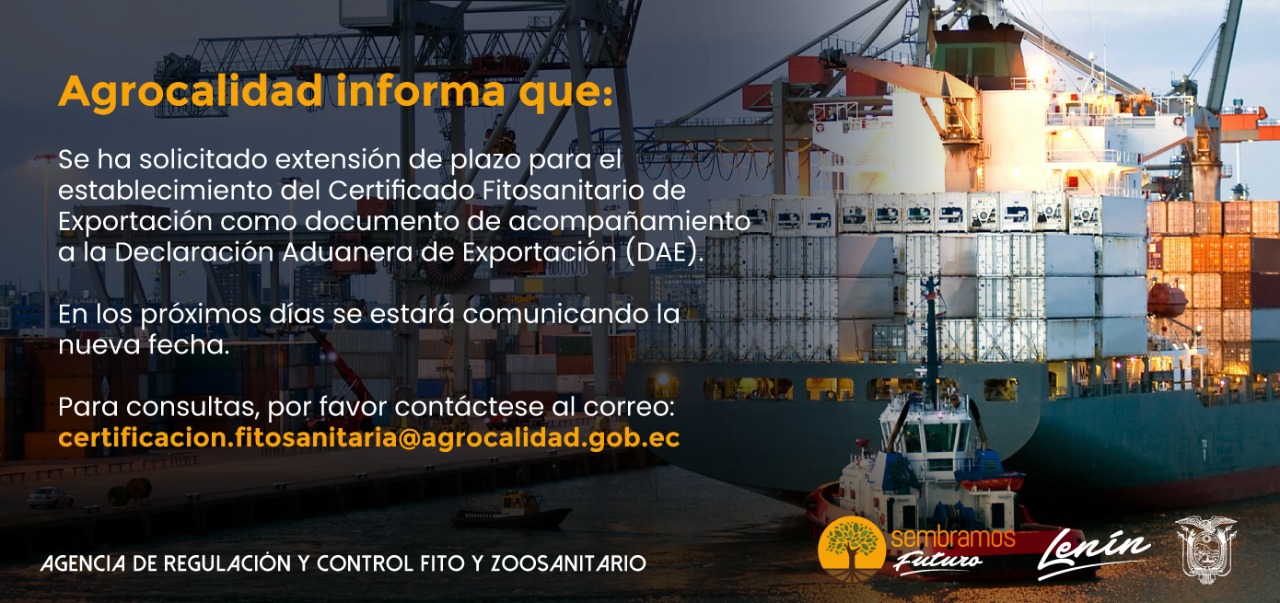 Agrocalidad informa que:
Se ha solicitado extensión de plazo para el
establecimiento del Certificado Fitosanitario de
Exportación como documento de acompañamiento
a la Declaración Aduanera de Exportación (DAE).
En los próximos días se estará comunicando la
nueva fecha.
Para consultas, por favor contáctese al correo:
certificacion.fitosanitaria@agrocalidad.gob.ec
AGENCIA DE REGULACIÓN Y CONTROL FITO Y ZOOSANITARIO
sembramos
Futuro
Lenín